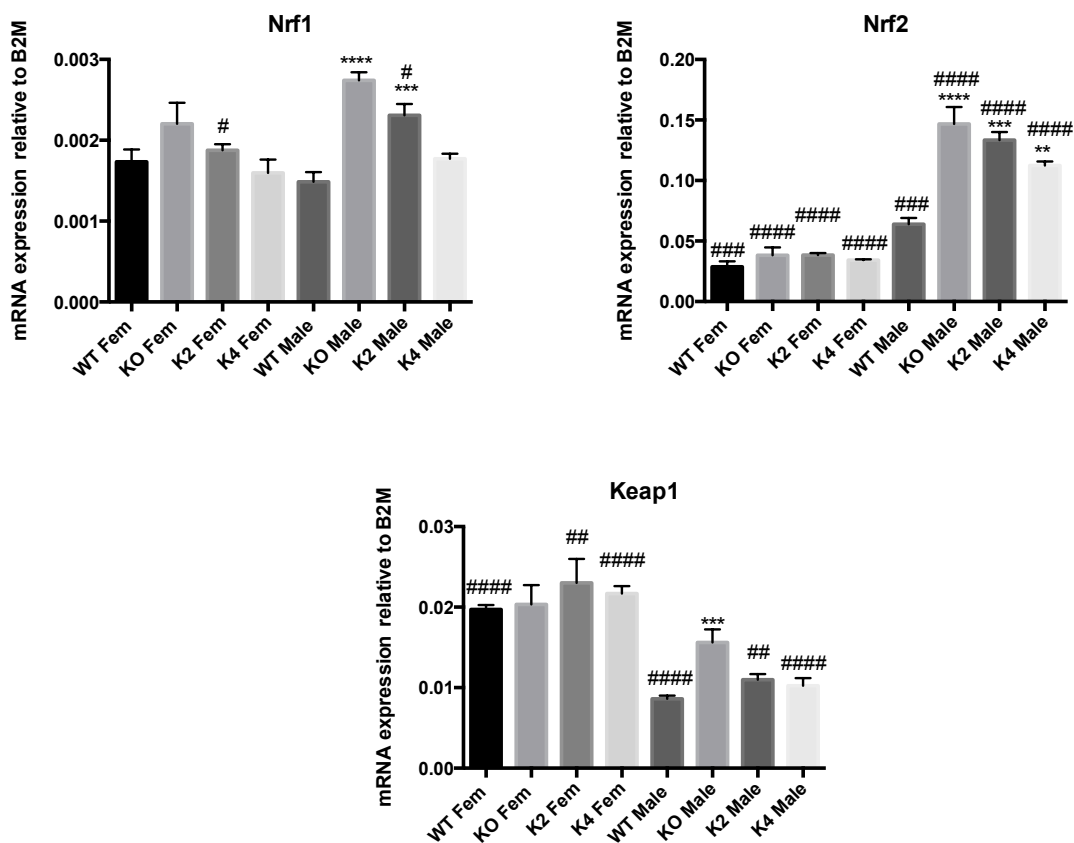 Nrf1
mRNA expression relative to B2M
0.003
0.002
0.001
0.000
#
****
#
***
WT Fem
KO Fem
K2 Fem
K4 Fem
WT Male
KO Male
K2 Male
K4 Male
Nrf2
mRNA expression relative to B2M
0.20
0.15
0.10
0.05
0.00
###
####
####
####
###
####
****
####
***
####
**
WT Fem
KO Fem
K2 Fem
K4 Fem
WT Male
KO Male
K2 Male
K4 Male
Keap1
mRNA expression relative to B2M
0.03
0.02
0.01
0.00
####
##
####
####
***
##
####
WT Fem
KO Fem
K2 Fem
K4 Fem
WT Male
KO Male
K2 Male
K4 Male